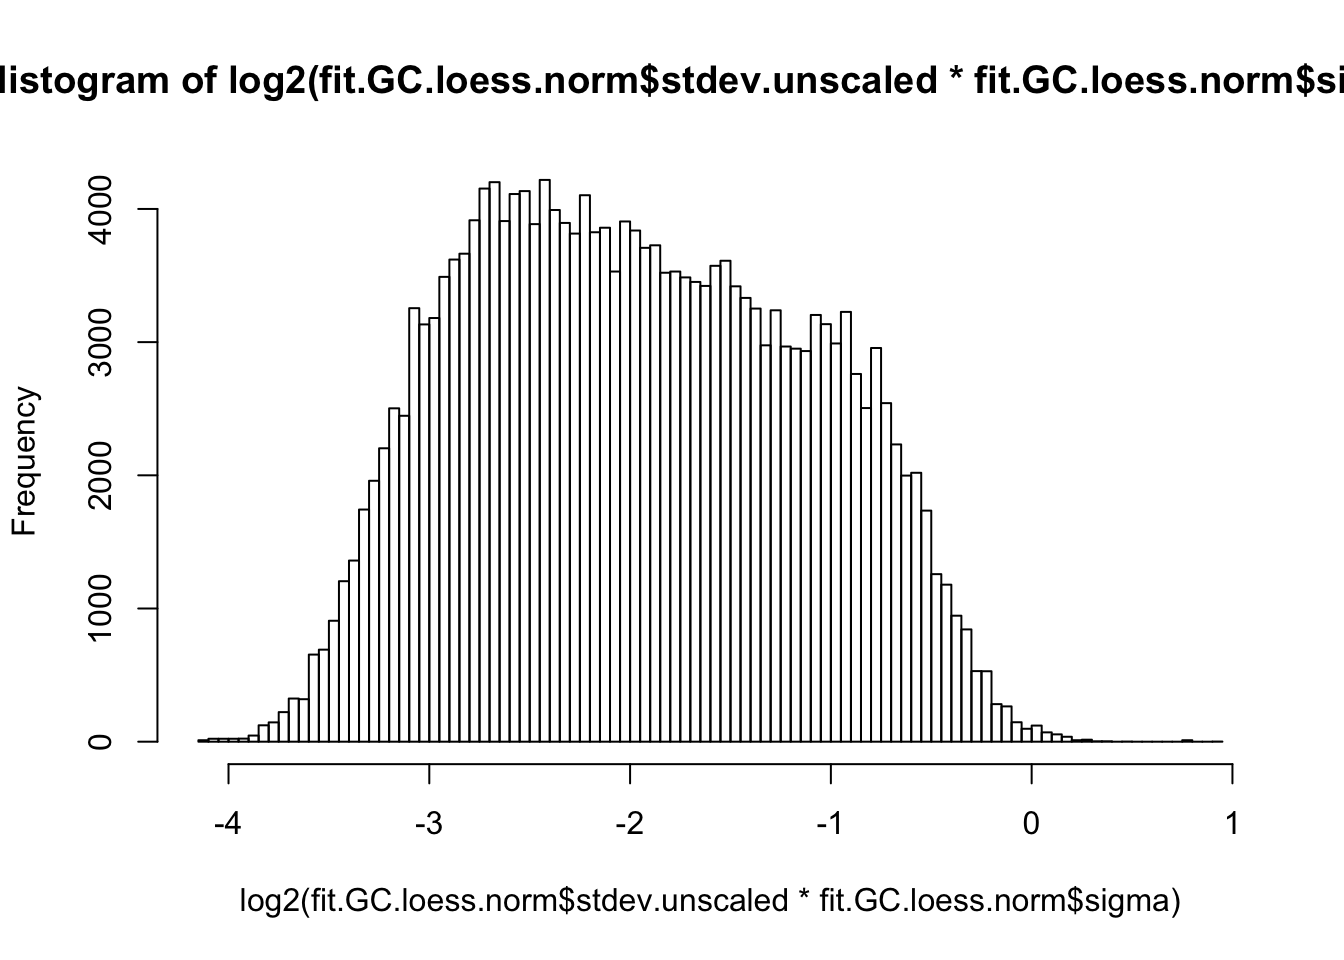 Histogram of log2(fit.GC.loess.norm$stdev.unscaled * fit.GC.loess.norm$si
Frequency
4000
3000
2000
1000
0
-4 -3 -2 -1 0 1
log2(fit.GC.loess.norm$stdev.unscaled * fit.GC.loess.norm$sigma)